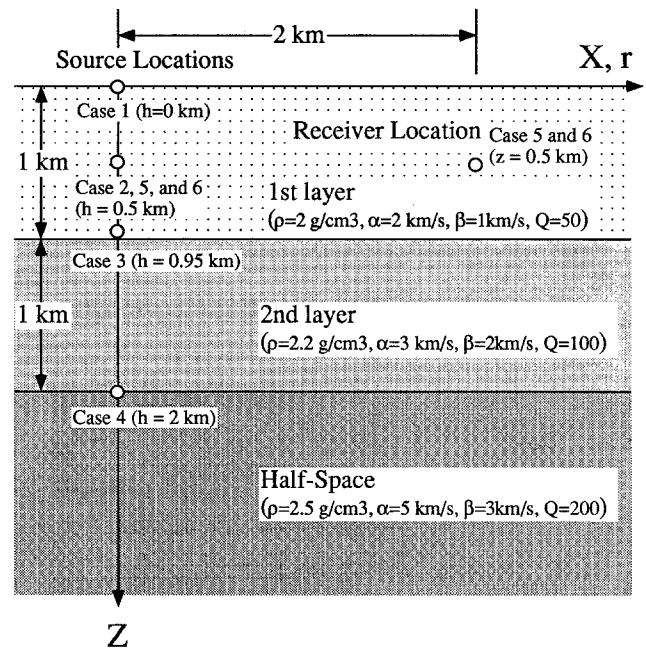 2 km
Source Locations
X, r
Case 1 (h=0 km)
Receiver Location
Case 5 and 6
(z = 0.5 km)
1 km
Case 2, 5, and 6
(h = 0.5 km)
1st layer
(ρ=2 g/cm3, α=2 km/s, β=1km/s, Q=50)
Case 3 (h = 0.95 km)
1 km
2nd layer
(ρ=2.2 g/cm3, α=3 km/s, β=2km/s, Q=100)
Case 4 (h = 2 km)
Half-Space
(ρ=2.5 g/cm3, α=5 km/s, β=3km/s, Q=200)
Z